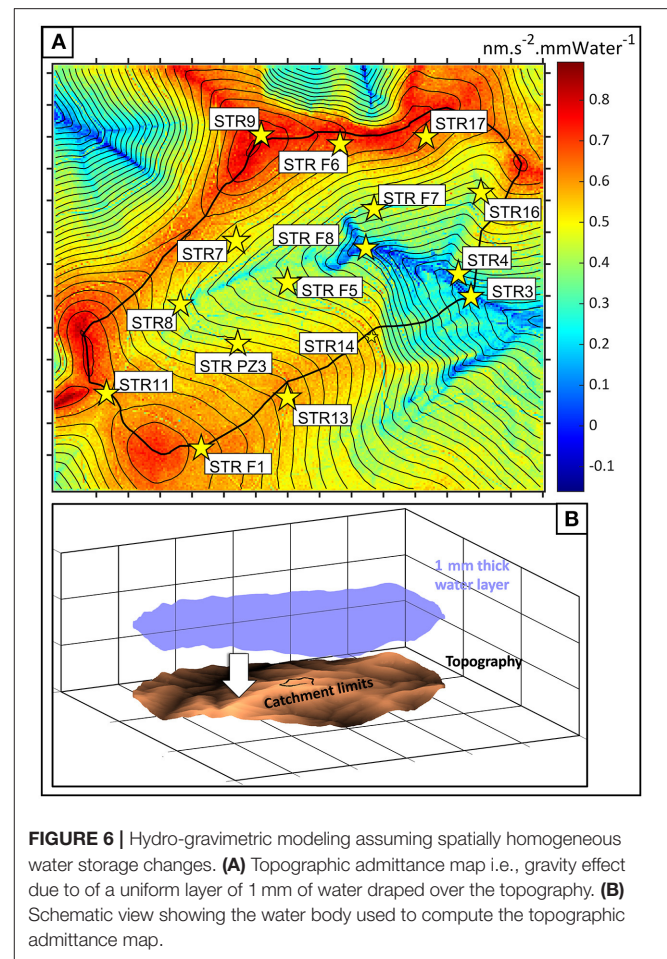 A
nm.s⁻².mmWater⁻¹
STR9
STR17
STR F6
STR16
STR F7
STR F8
STR7
STR4
STR3
STR F5
STR8
STR14
STR PZ3
STR11
STR13
STR F1
0.8
0.7
0.6
0.5
0.4
0.3
0.2
0.1
0
-0.1
B
1 mm thick
water layer
Topography
Catchment limits
FIGURE 6 | Hydro-gravimetric modeling assuming spatially homogeneous
water storage changes. (A) Topographic admittance map i.e., gravity effect
due to of a uniform layer of 1 mm of water draped over the topography. (B)
Schematic view showing the water body used to compute the topographic
admittance map.